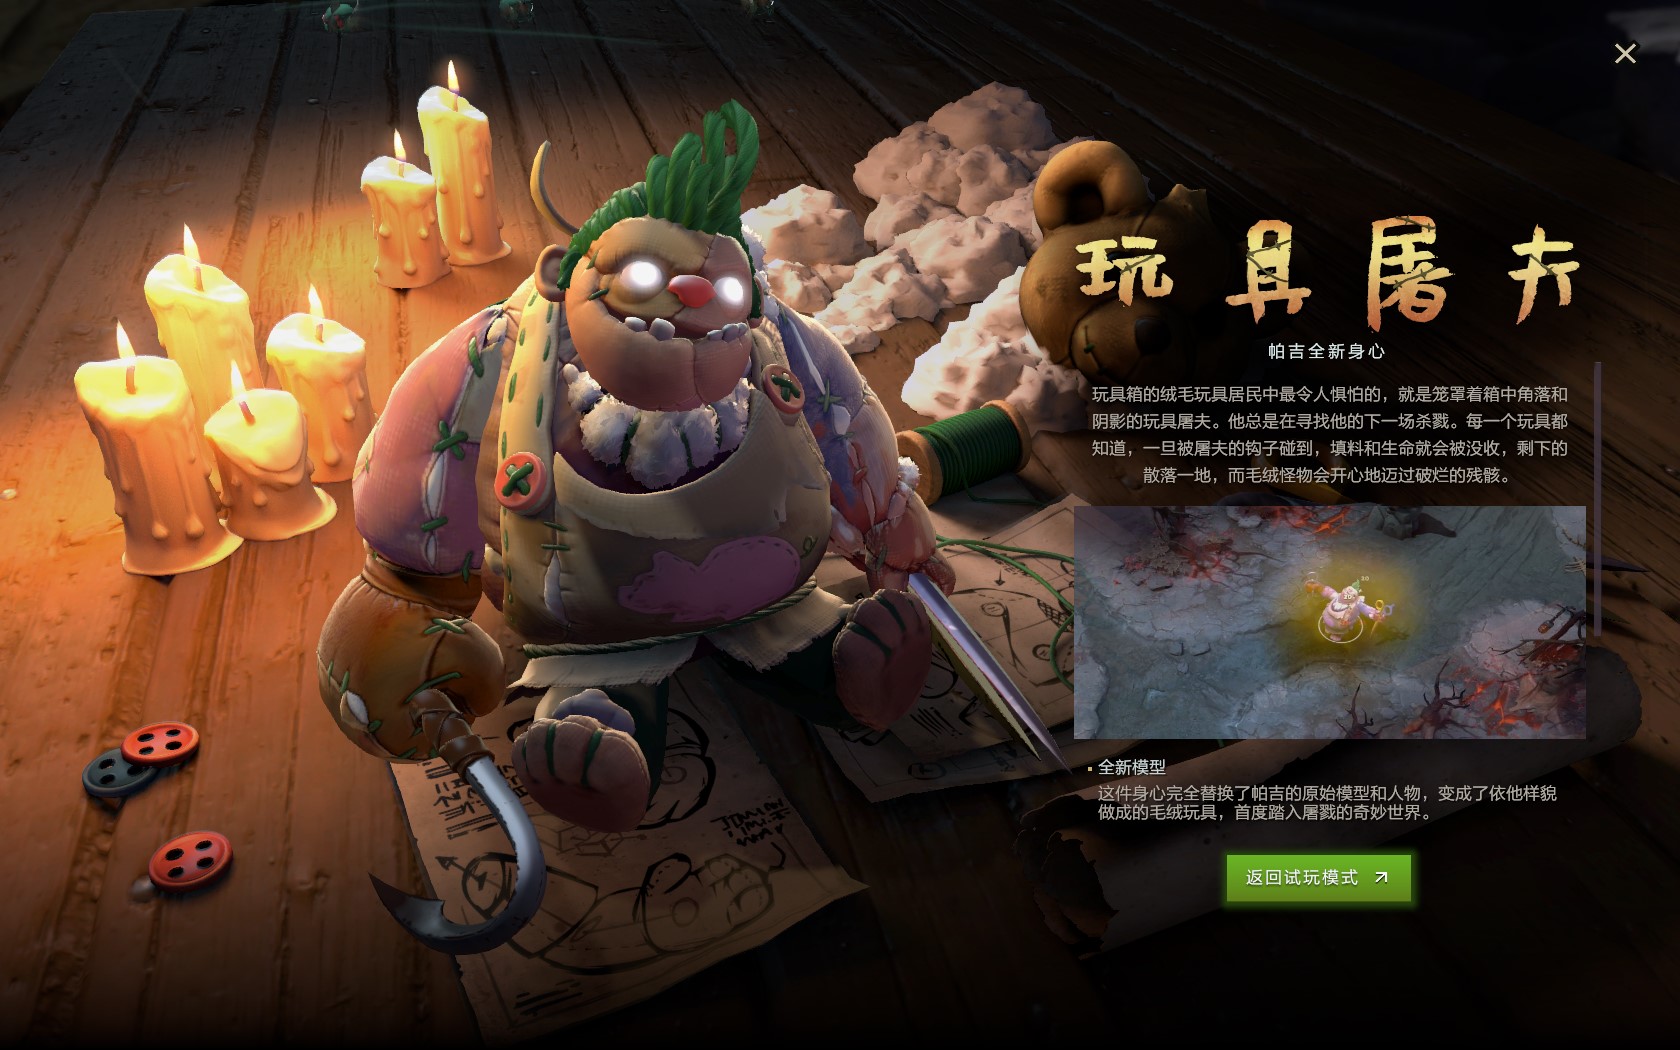 玩具屠夫
帕吉全新身心
玩具箱的绒毛玩具居民中最令人惧怕的，就是笼罩着箱中角落和
阴影的玩具屠夫。他总是在寻找他的下一场杀戮。每一个玩具都
知道，一旦被屠夫的钩子碰到，填料和生命就会被没收，剩下的
散落一地，而毛绒怪物会开心地迈过破烂的残骸。
全新模型
这件身心完全替换了帕吉的原始模型和人物，变成了依他样貌
做成的毛绒玩具，首度踏入屠戮的奇妙世界。
返回试玩模式